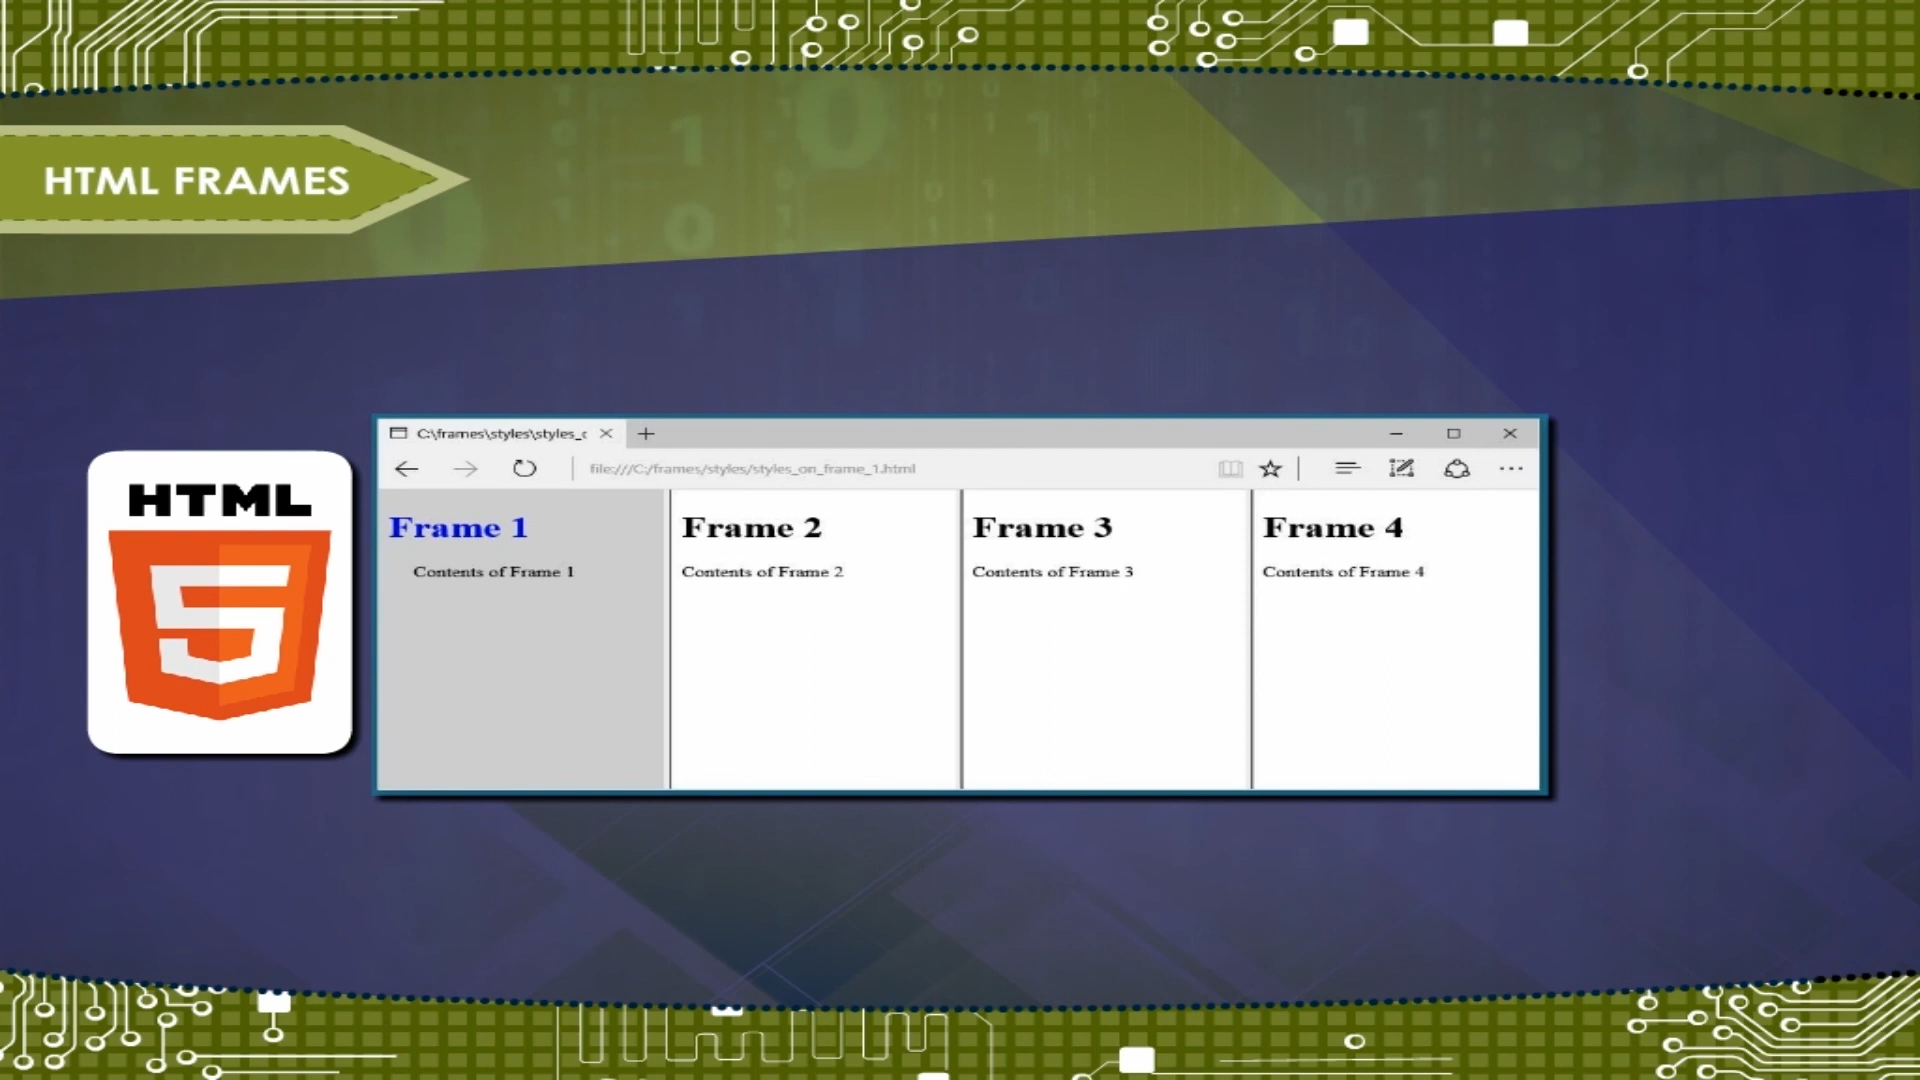 HTML FRAMES
HTML
5
C:\frames\styles\styles_c
file:///C:/frames/styles/styles_on_frame_1.html
Frame 1
Contents of Frame 1
Frame 2
Contents of Frame 2
Frame 3
Contents of Frame 3
Frame 4
Contents of Frame 4